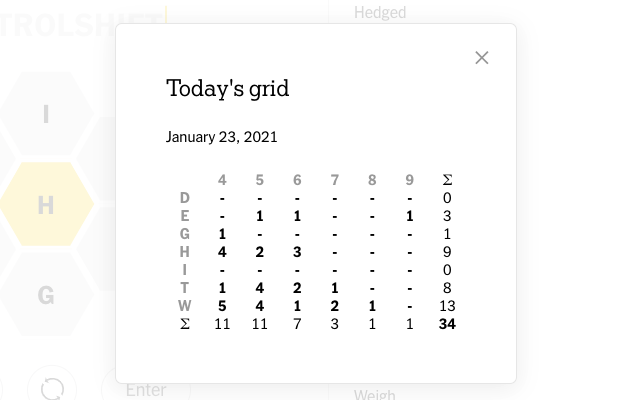 TROLSHIFT
Hedged
I
H
G
Enter
Weigh
Today's grid
January 23, 2021
4 5 6 7 8 9 Σ
D - - - - - - 0
E - 1 1 - - 1 3
G 1 - - - - - 1
H 4 2 3 - - - 9
I - - - - - - 0
T 1 4 2 1 - - 8
W 5 4 1 2 1 - 13
Σ 11 11 7 3 1 1 34